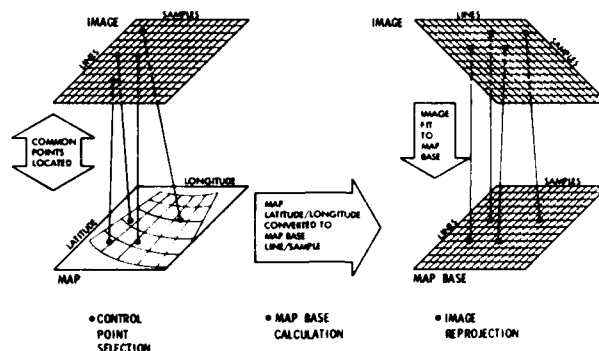 IMAGE
SAMPLES
LINES
COMMON
POINTS
LOCATED
LONGITUDE
LATITUDE
MAP
MAP
LATITUDE/LONGITUDE
CONVERTED TO
MAP BASE
LINE/SAMPLE
IMAGE
LINES
SAMPLES
IMAGE
FIT
TO
MAP
BASE
SAMPLES
LINES
MAP BASE
• CONTROL
POINT
SELECTION
• MAP BASE
CALCULATION
• IMAGE
REPROJECTION